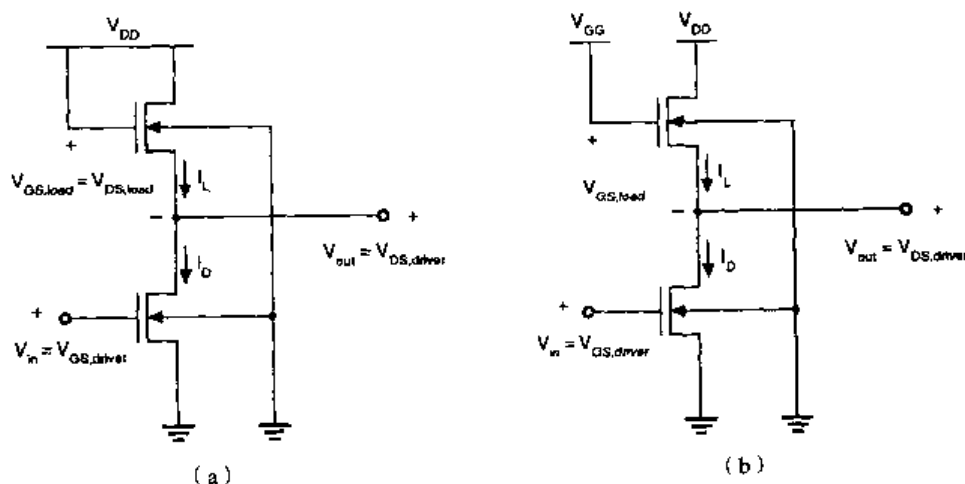 V_DD
+
V_GS,load = V_DS,load
I_L
−
+
V_out = V_DS,driver
I_D
+
V_in = V_GS,driver
( a )
V_GG
V_DD
+
V_GS,load
I_L
−
+
V_out = V_DS,driver
I_D
+
V_in = V_GS,driver
( b )